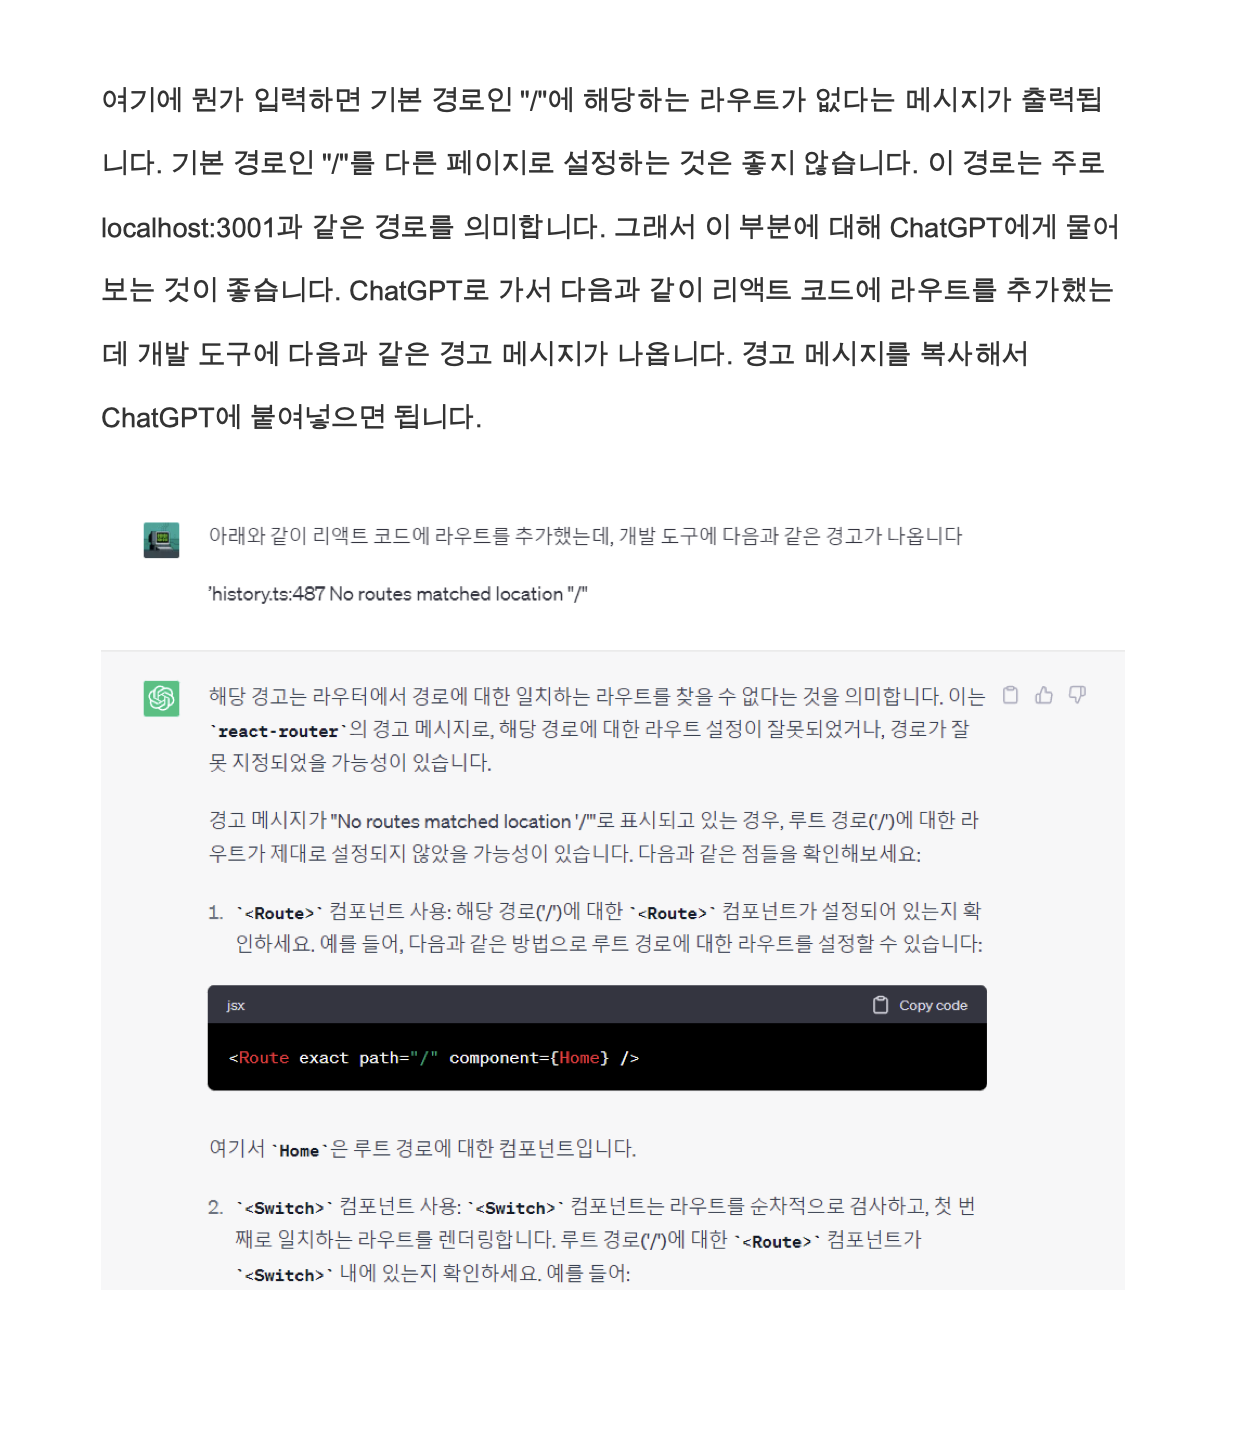 여기에 뭔가 입력하면 기본 경로인 "/"에 해당하는 라우트가 없다는 메시지가 출력됩
니다. 기본 경로인 "/"를 다른 페이지로 설정하는 것은 좋지 않습니다. 이 경로는 주로
localhost:3001과 같은 경로를 의미합니다. 그래서 이 부분에 대해 ChatGPT에게 물어
보는 것이 좋습니다. ChatGPT로 가서 다음과 같이 리액트 코드에 라우트를 추가했는
데 개발 도구에 다음과 같은 경고 메시지가 나옵니다. 경고 메시지를 복사해서
ChatGPT에 붙여넣으면 됩니다.
아래와 같이 리액트 코드에 라우트를 추가했는데, 개발 도구에 다음과 같은 경고가 나옵니다
'history.ts:487 No routes matched location "/"
해당 경고는 라우터에서 경로에 대한 일치하는 라우트를 찾을 수 없다는 것을 의미합니다. 이는
`react-router`의 경고 메시지로, 해당 경로에 대한 라우트 설정이 잘못되었거나, 경로가 잘
못 지정되었을 가능성이 있습니다.
경고 메시지가 "No routes matched location '/'"로 표시되고 있는 경우, 루트 경로('/')에 대한 라
우트가 제대로 설정되지 않았을 가능성이 있습니다. 다음과 같은 점들을 확인해보세요:
1. `<Route>` 컴포넌트 사용: 해당 경로('/')에 대한 `<Route>` 컴포넌트가 설정되어 있는지 확
인하세요. 예를 들어, 다음과 같은 방법으로 루트 경로에 대한 라우트를 설정할 수 있습니다:
jsx Copy code
<Route exact path="/" component={Home} />
여기서 `Home`은 루트 경로에 대한 컴포넌트입니다.
2. `<Switch>` 컴포넌트 사용: `<Switch>` 컴포넌트는 라우트를 순차적으로 검사하고, 첫 번
째로 일치하는 라우트를 렌더링합니다. 루트 경로('/')에 대한 `<Route>` 컴포넌트가
`<Switch>` 내에 있는지 확인하세요. 예를 들어: